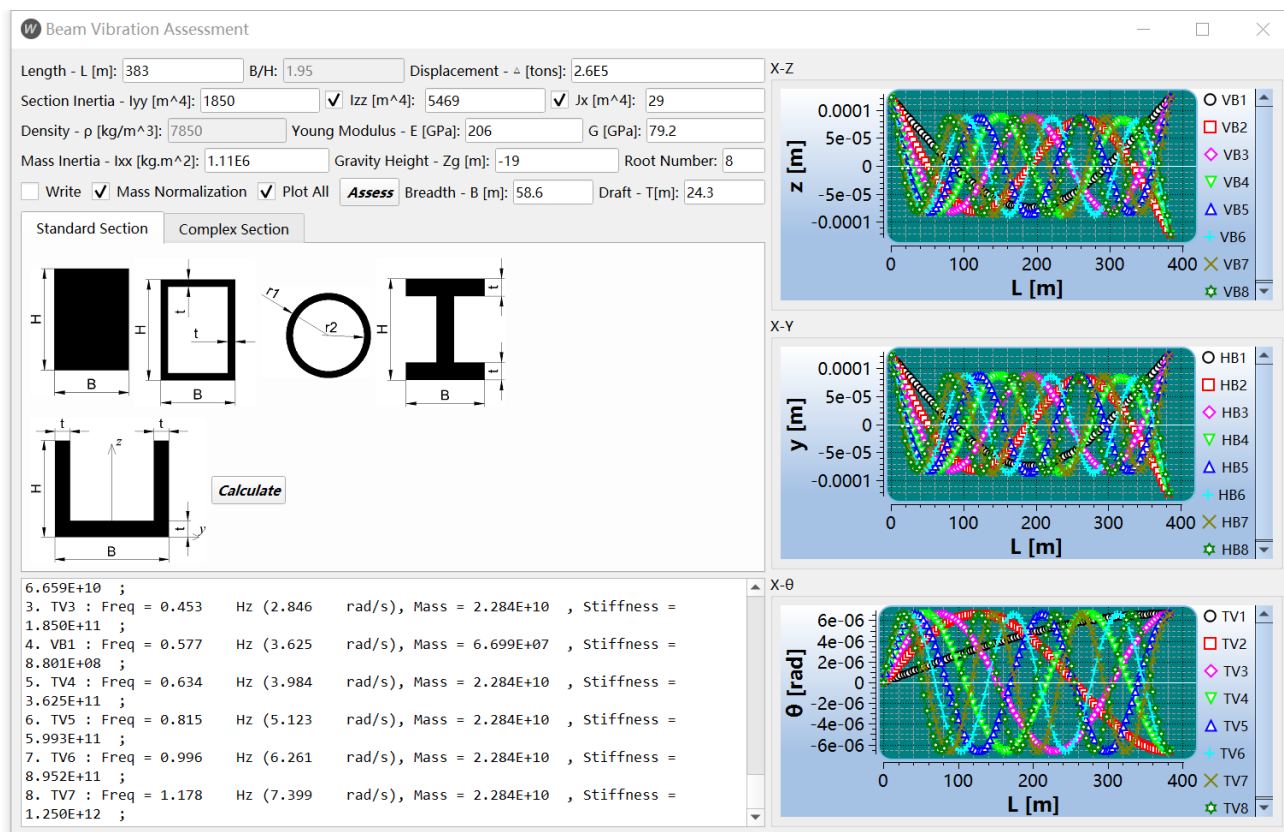 W Beam Vibration Assessment
Length - L [m]: 383 B/H: 1.95 Displacement - △ [tons]: 2.6E5
Section Inertia - Iyy [m^4]: 1850 Izz [m^4]: 5469 Jx [m^4]: 29
Density - ρ [kg/m^3]: 7850 Young Modulus - E [GPa]: 206 G [GPa]: 79.2
Mass Inertia - Ixx [kg.m^2]: 1.11E6 Gravity Height - Zg [m]: -19 Root Number: 8
Write Mass Normalization Plot All Assess Breadth - B [m]: 58.6 Draft - T[m]: 24.3
Standard Section Complex Section
H B
H t t B
r1 r2
H t t B
t t z
H t y
B
Calculate
6.659E+10 ;
3. TV3 : Freq = 0.453 Hz (2.846 rad/s), Mass = 2.284E+10 , Stiffness =
1.850E+11 ;
4. VB1 : Freq = 0.577 Hz (3.625 rad/s), Mass = 6.699E+07 , Stiffness =
8.801E+08 ;
5. TV4 : Freq = 0.634 Hz (3.984 rad/s), Mass = 2.284E+10 , Stiffness =
3.625E+11 ;
6. TV5 : Freq = 0.815 Hz (5.123 rad/s), Mass = 2.284E+10 , Stiffness =
5.993E+11 ;
7. TV6 : Freq = 0.996 Hz (6.261 rad/s), Mass = 2.284E+10 , Stiffness =
8.952E+11 ;
8. TV7 : Freq = 1.178 Hz (7.399 rad/s), Mass = 2.284E+10 , Stiffness =
1.250E+12 ;
X-Z
z [m]
0.0001
5e-05
0
-5e-05
-0.0001
0 100 200 300 400
L [m]
VB1
VB2
VB3
VB4
VB5
VB6
VB7
VB8
X-Y
y [m]
0.0001
5e-05
0
-5e-05
-0.0001
0 100 200 300 400
L [m]
HB1
HB2
HB3
HB4
HB5
HB6
HB7
HB8
X-θ
θ [rad]
6e-06
4e-06
2e-06
0
-2e-06
-4e-06
-6e-06
0 100 200 300 400
L [m]
TV1
TV2
TV3
TV4
TV5
TV6
TV7
TV8